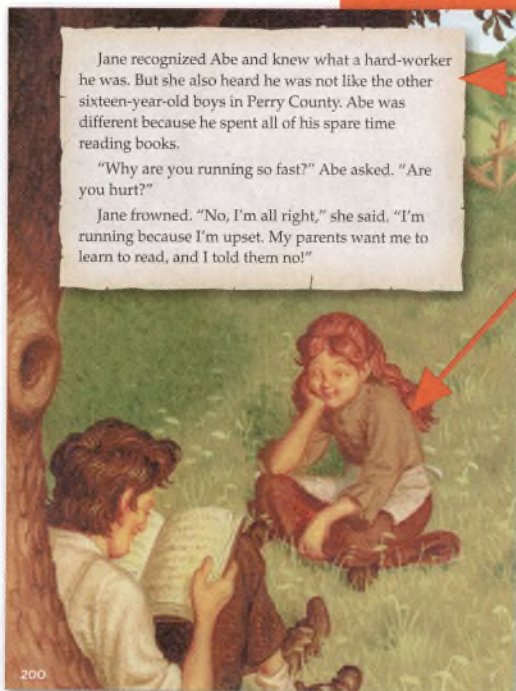 Jane recognized Abe and knew what a hard-worker
he was. But she also heard he was not like the other
sixteen-year-old boys in Perry County. Abe was
different because he spent all of his spare time
reading books.
"Why are you running so fast?" Abe asked. "Are
you hurt?"
Jane frowned. "No, I'm all right," she said. "I'm
running because I'm upset. My parents want me to
learn to read, and I told them no!"
200